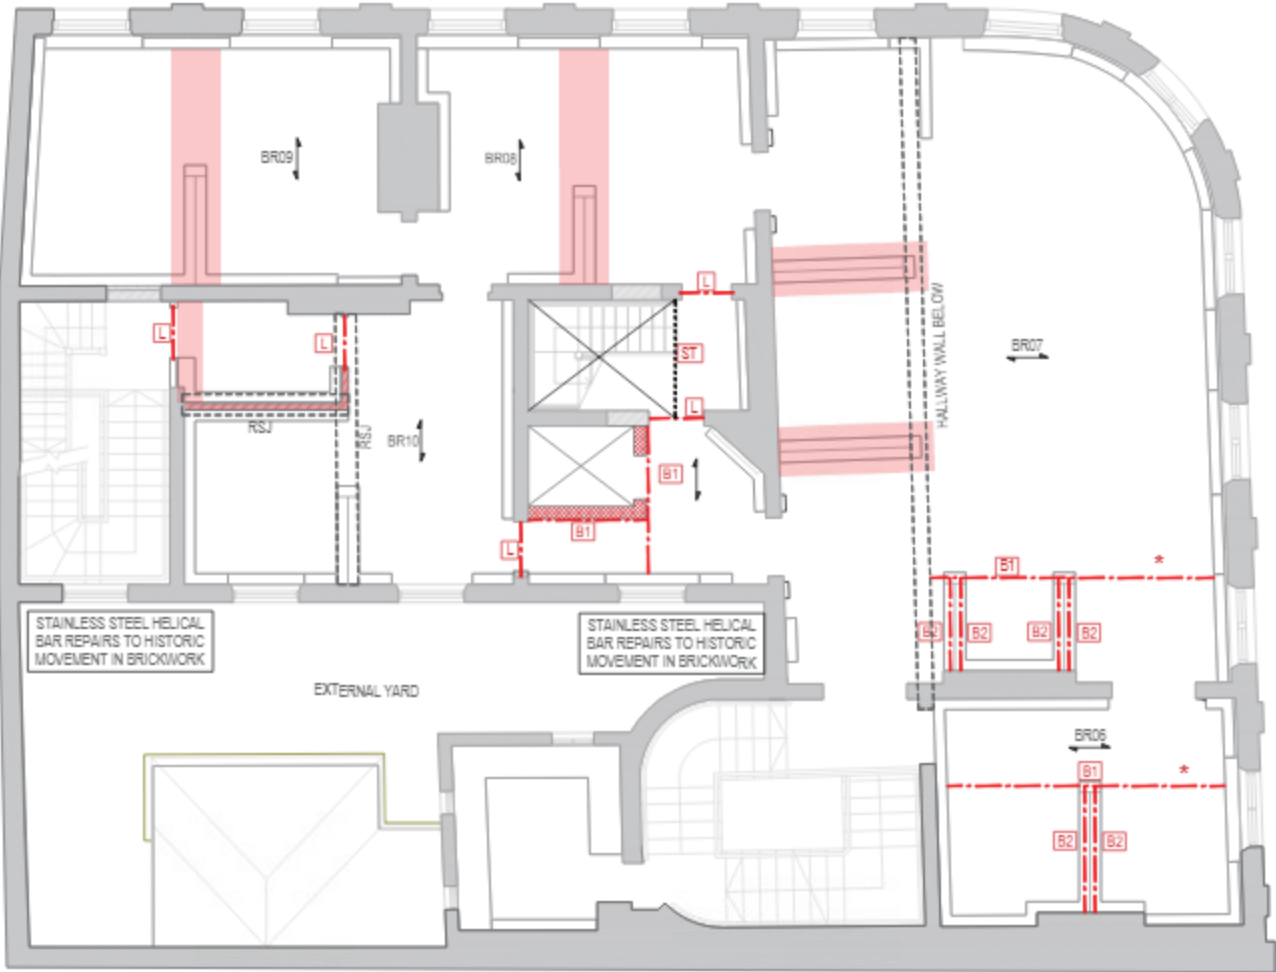 BR09
BR08
L
L
L
HALLWAY WALL BELOW
BR07
ST
RSJ
RSJ
BR10
L
B1
L
B1
B1
*
B2
B2
B2
B2
STAINLESS STEEL HELICAL
BAR REPAIRS TO HISTORIC
MOVEMENT IN BRICKWORK
STAINLESS STEEL HELICAL
BAR REPAIRS TO HISTORIC
MOVEMENT IN BRICKWORK
EXTERNAL YARD
BR06
B1
*
B2
B2